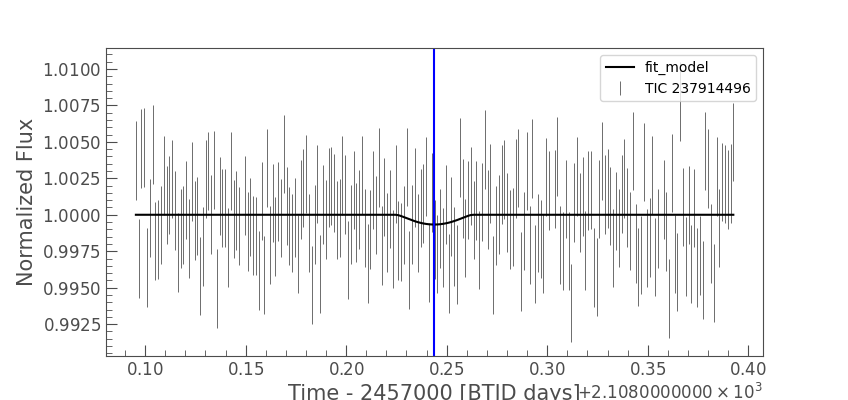 fit_model
TIC 237914496
1.0100
1.0075
1.0050
1.0025
1.0000
0.9975
0.9950
0.9925
Normalized Flux
0.10 0.15 0.20 0.25 0.30 0.35 0.40
Time - 2457000 [BTJD days]
+2.1080000000 × 10³